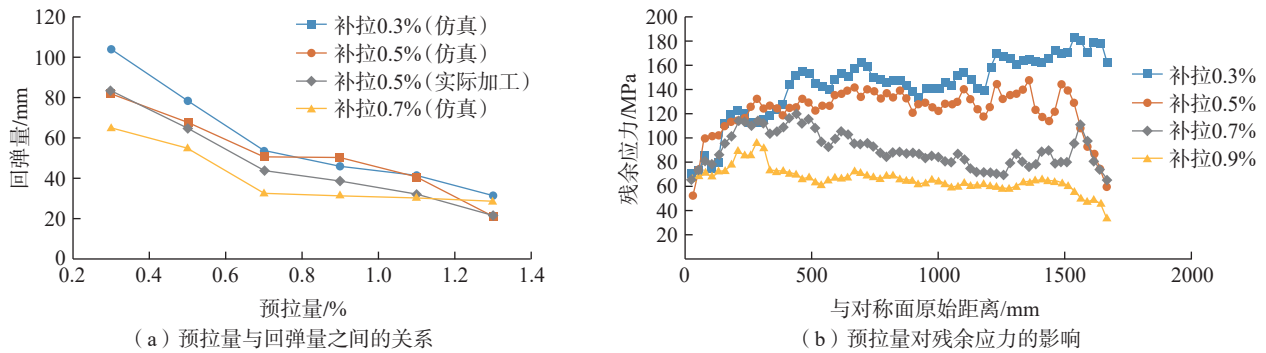 120
100
80
60
40
20
0
回弹量/mm
补拉0.3%(仿真)
补拉0.5%(仿真)
补拉0.5%(实际加工)
补拉0.7%(仿真)
0.2 0.4 0.6 0.8 1.0 1.2 1.4
预拉量/%
(a)预拉量与回弹量之间的关系
200
180
160
140
120
100
80
60
40
20
残余应力/MPa
补拉0.3%
补拉0.5%
补拉0.7%
补拉0.9%
0 500 1000 1500 2000
与对称面原始距离/mm
(b)预拉量对残余应力的影响